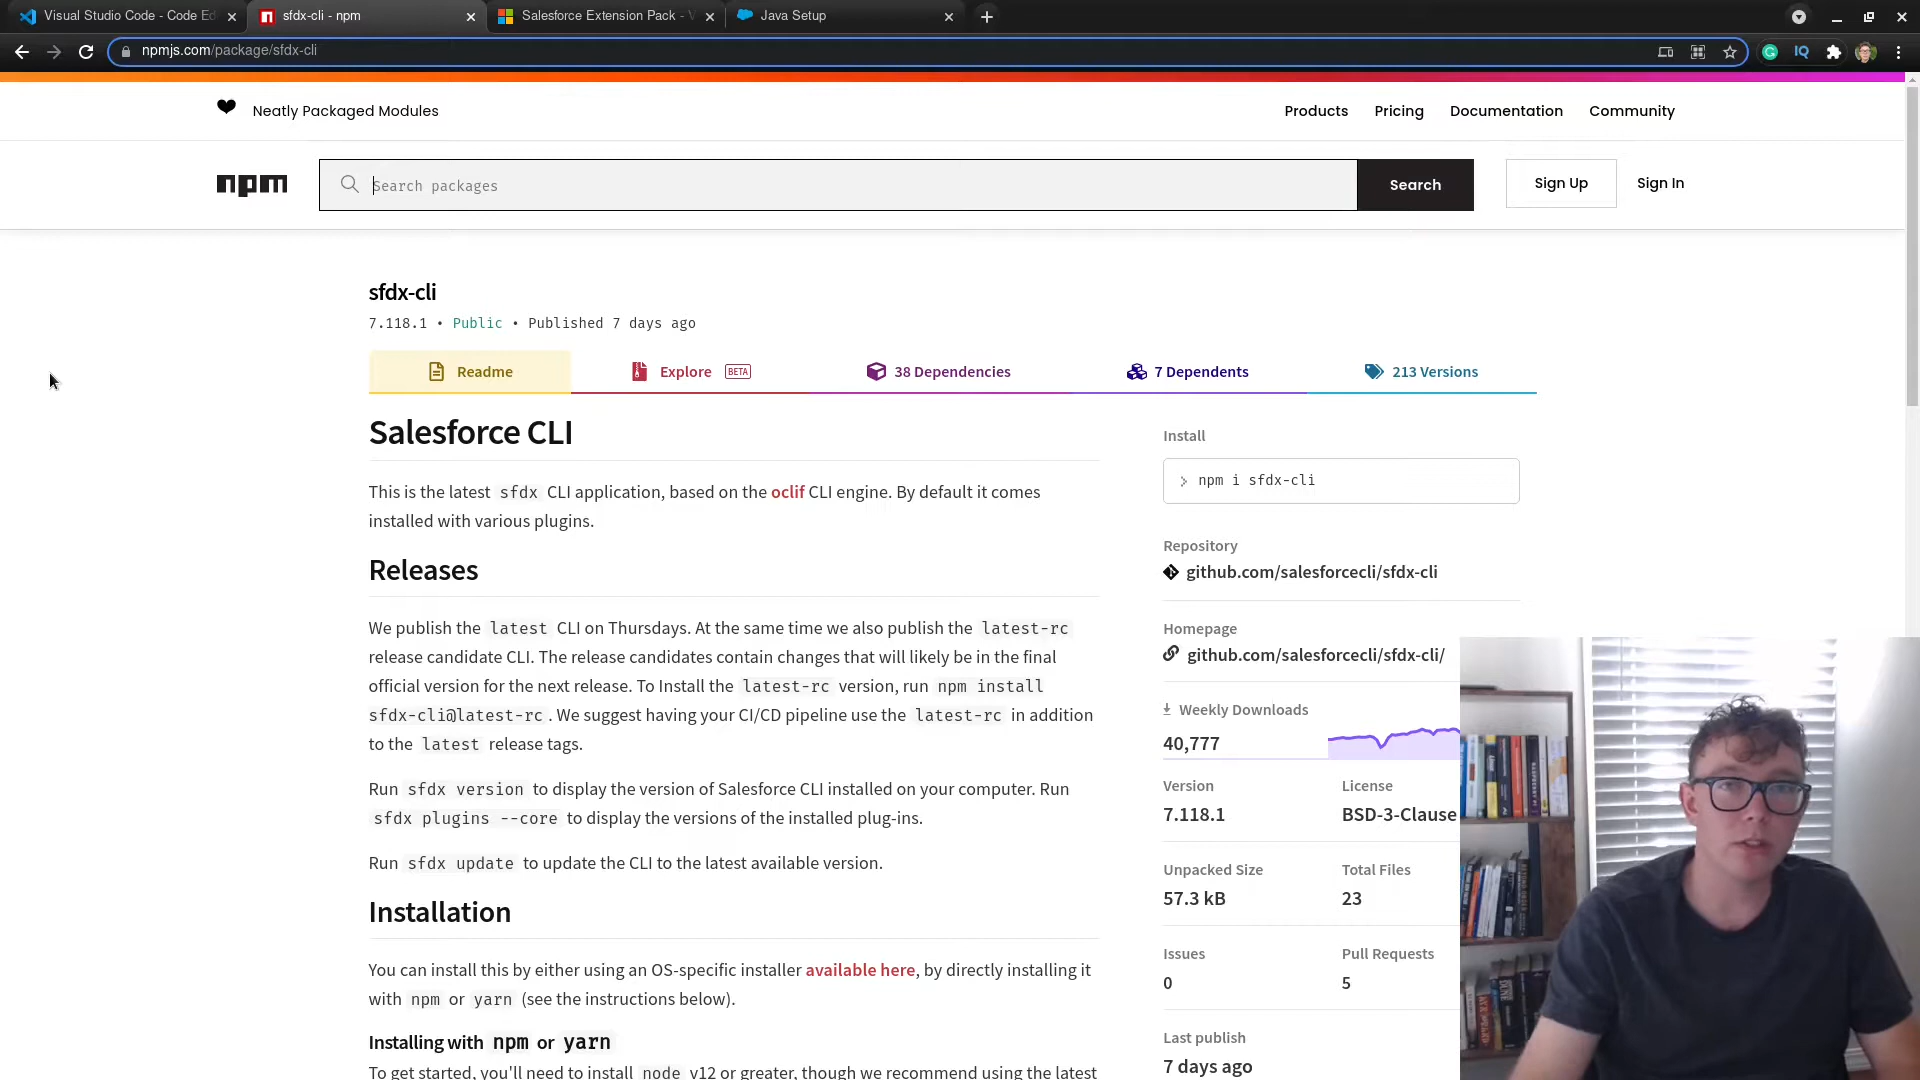 Visual Studio Code - Code Ed
sfdx-cli - npm
Salesforce Extension Pack - V
Java Setup
npmjs.com/package/sfdx-cli
Neatly Packaged Modules
Products
Pricing
Documentation
Community
npm
Search packages
Search
Sign Up
Sign In
sfdx-cli
7.118.1 • Public • Published 7 days ago
Readme
Explore BETA
38 Dependencies
7 Dependents
213 Versions
Salesforce CLI
This is the latest sfdx CLI application, based on the oclif CLI engine. By default it comes
installed with various plugins.
Releases
We publish the latest CLI on Thursdays. At the same time we also publish the latest-rc
release candidate CLI. The release candidates contain changes that will likely be in the final
official version for the next release. To Install the latest-rc version, run npm install
sfdx-cli@latest-rc. We suggest having your CI/CD pipeline use the latest-rc in addition
to the latest release tags.
Run sfdx version to display the version of Salesforce CLI installed on your computer. Run
sfdx plugins --core to display the versions of the installed plug-ins.
Run sfdx update to update the CLI to the latest available version.
Installation
You can install this by either using an OS-specific installer available here, by directly installing it
with npm or yarn (see the instructions below).
Installing with npm or yarn
To get started, you'll need to install node v12 or greater, though we recommend using the latest
Install
> npm i sfdx-cli
Repository
github.com/salesforcecli/sfdx-cli
Homepage
github.com/salesforcecli/sfdx-cli/
Weekly Downloads
40,777
Version
License
7.118.1
BSD-3-Clause
Unpacked Size
Total Files
57.3 kB
23
Issues
Pull Requests
0
5
Last publish
7 days ago